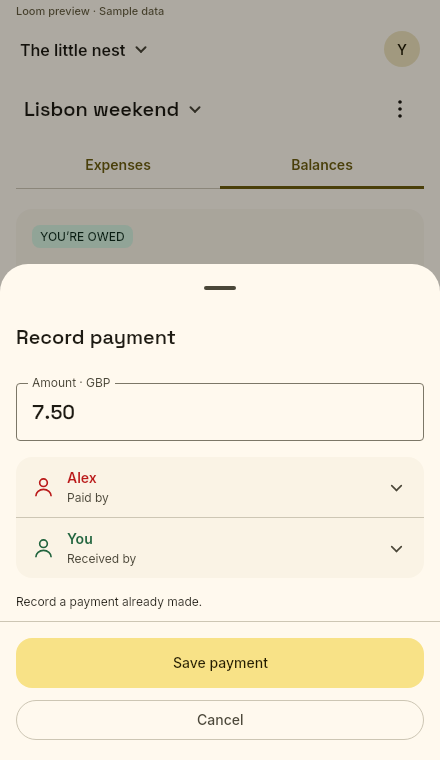 Loom preview · Sample data
The little nest
Y
Lisbon weekend
Expenses
Balances
YOU'RE OWED
Record payment
Amount · GBP
7.50
Alex
Paid by
You
Received by
Record a payment already made.
Save payment
Cancel